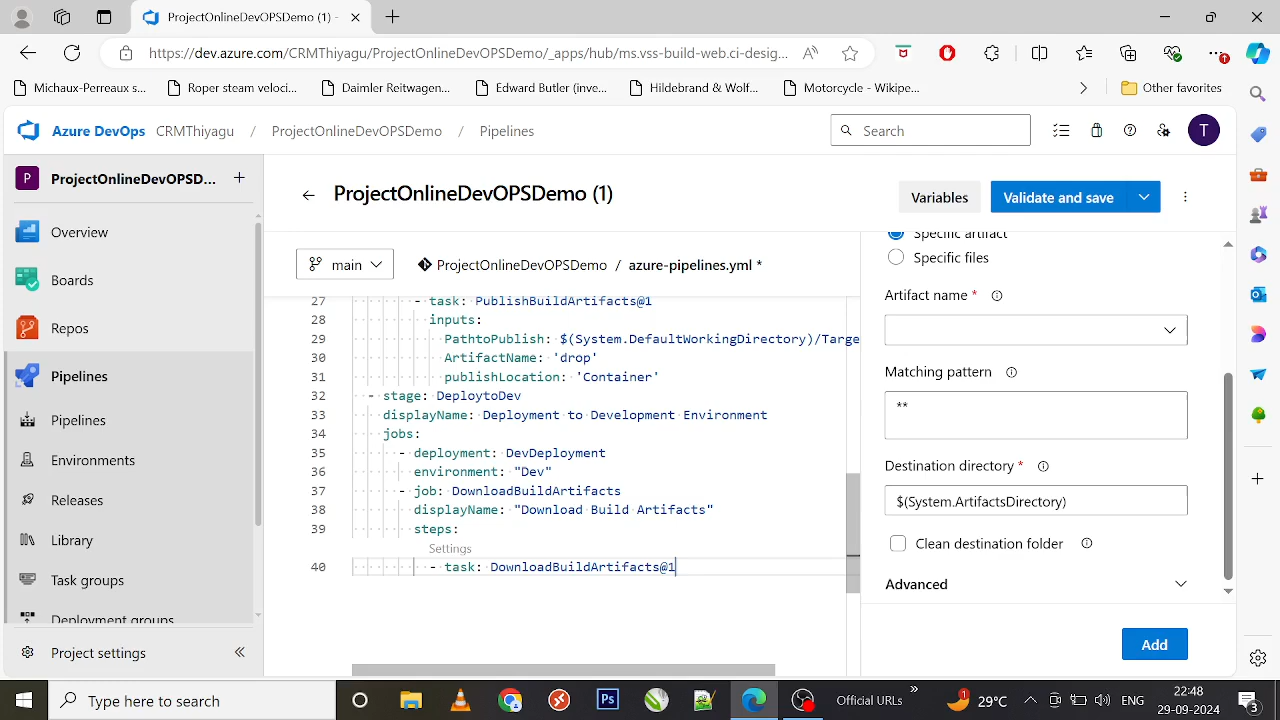 ProjectOnlineDevOPSDemo (1) -
https://dev.azure.com/CRMThiyagu/ProjectOnlineDevOPSDemo/_apps/hub/ms.vss-build-web.ci-desig...
Michaux-Perreaux s...
Roper steam veloci...
Daimler Reitwagen...
Edward Butler (inve...
Hildebrand & Wolf...
Motorcycle - Wikipe...
Other favorites
Azure DevOps
CRMThiyagu
/
ProjectOnlineDevOPSDemo
/
Pipelines
Search
T
P
ProjectOnlineDevOPSD...
Overview
Boards
Repos
Pipelines
Pipelines
Environments
Releases
Library
Task groups
Deployment groups
Project settings
ProjectOnlineDevOPSDemo (1)
Variables
Validate and save
main
ProjectOnlineDevOPSDemo / azure-pipelines.yml *
27 - task: PublishBuildArtifacts@1
28 inputs:
29 PathtoPublish: $(System.DefaultWorkingDirectory)/Targe
30 ArtifactName: 'drop'
31 publishLocation: 'Container'
32 - stage: DeploytoDev
33 displayName: Deployment to Development Environment
34 jobs:
35 - deployment: DevDeployment
36 environment: "Dev"
37 - job: DownloadBuildArtifacts
38 displayName: "Download Build Artifacts"
39 steps:
Settings
40 - task: DownloadBuildArtifacts@1
Specific artifact
Specific files
Artifact name *
Matching pattern
**
Destination directory *
$(System.ArtifactsDirectory)
Clean destination folder
Advanced
Add
Type here to search
Official URLs
1
29°C
ENG
22:48
29-09-2024
3